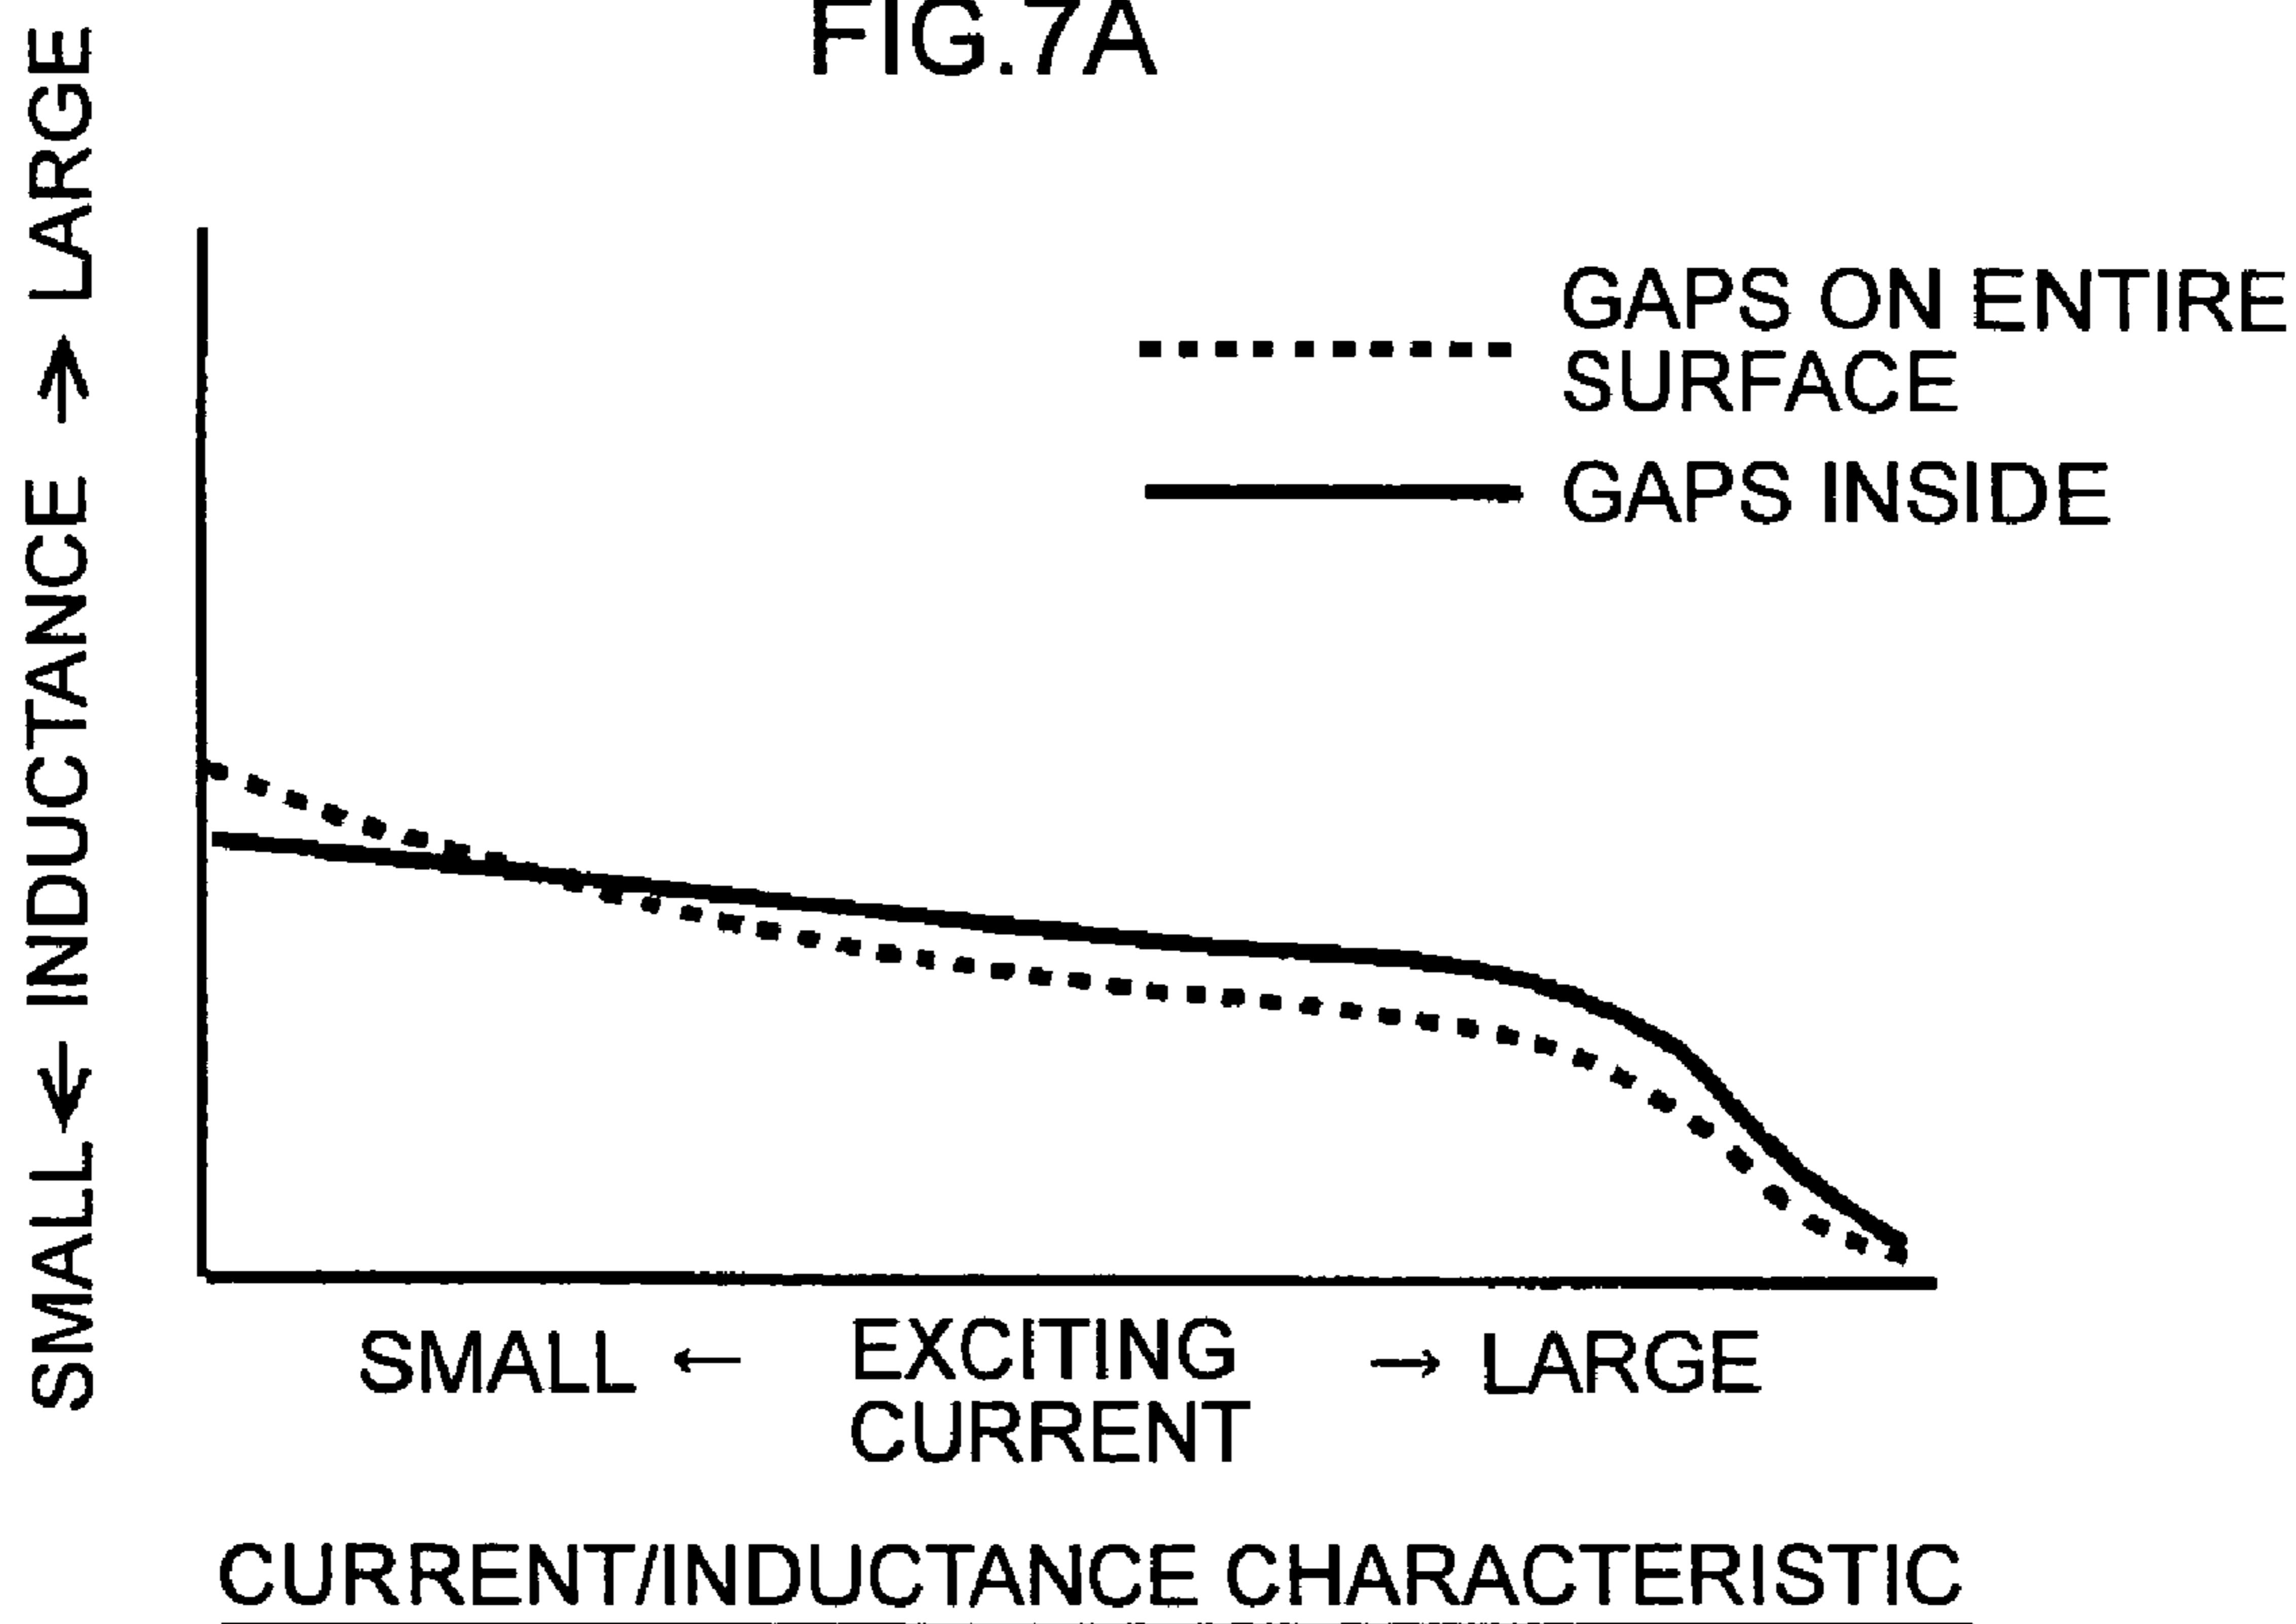 FIG.7A
SMALL ← INDUCTANCE → LARGE
GAPS ON ENTIRE
SURFACE
GAPS INSIDE
SMALL ← EXCITING → LARGE
CURRENT
CURRENT/INDUCTANCE CHARACTERISTIC